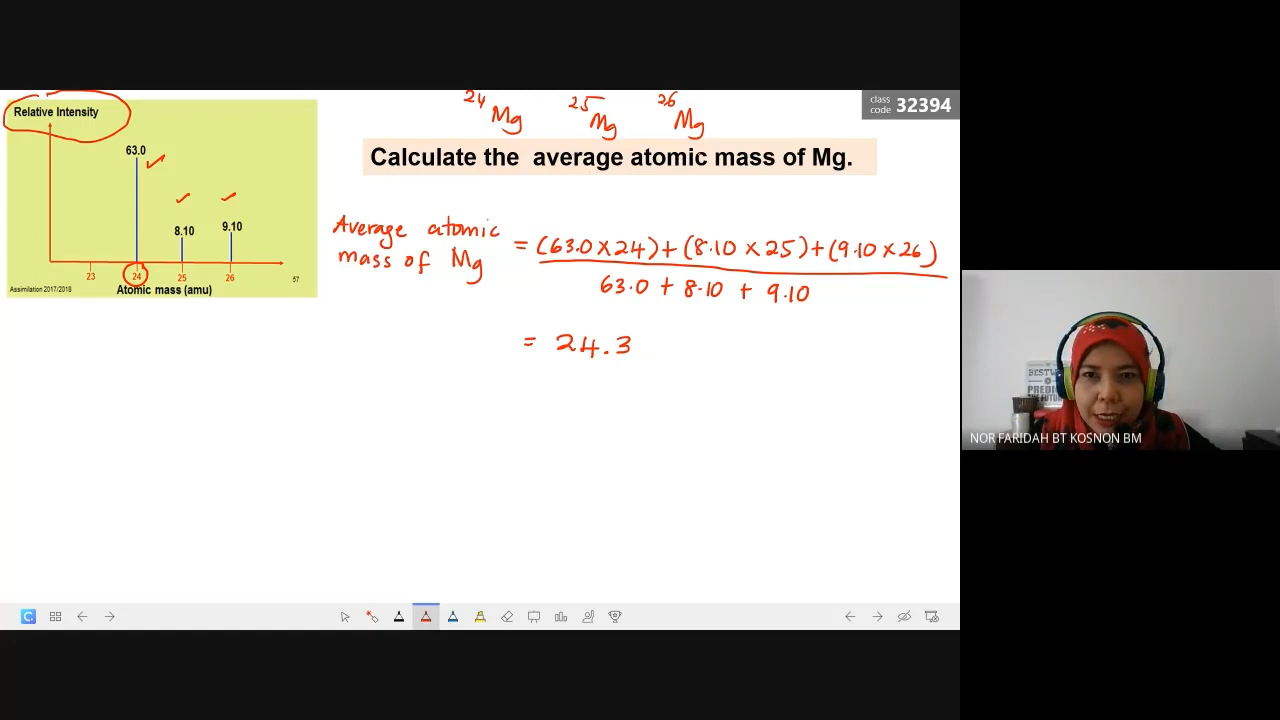 24Mg 25Mg 26Mg
class code 32394
Relative Intensity
63.0
8.10
9.10
23 24 25 26
Atomic mass (amu)
Assimilation 2017/2018
57
Calculate the average atomic mass of Mg.
Average atomic mass of Mg = (63.0 × 24) + (8.10 × 25) + (9.10 × 26)
63.0 + 8.10 + 9.10
= 24.3
BESTW
PREDI
NOR FARIDAH BT KOSNON BM